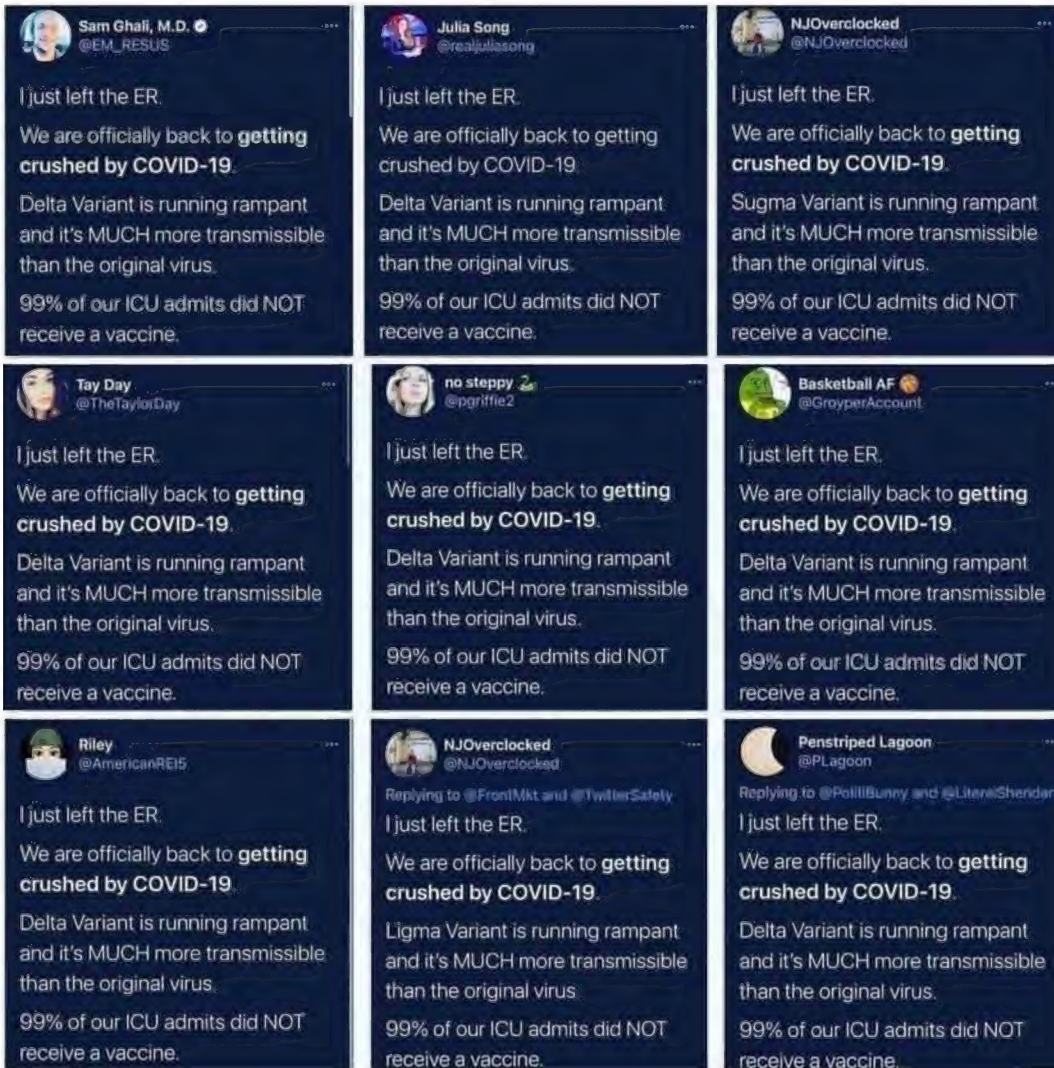 Sam Ghali, M.D.
@EM_RESUS
I just left the ER.
We are officially back to getting
crushed by COVID-19.
Delta Variant is running rampant
and it's MUCH more transmissible
than the original virus.
99% of our ICU admits did NOT
receive a vaccine.
Julia Song
@realjuliasong
I just left the ER.
We are officially back to getting
crushed by COVID-19.
Delta Variant is running rampant
and it's MUCH more transmissible
than the original virus.
99% of our ICU admits did NOT
receive a vaccine.
NJOverclocked
@NJOverclocked
I just left the ER.
We are officially back to getting
crushed by COVID-19.
Sugma Variant is running rampant
and it's MUCH more transmissible
than the original virus.
99% of our ICU admits did NOT
receive a vaccine.
Tay Day
@TheTaylorDay
I just left the ER.
We are officially back to getting
crushed by COVID-19.
Delta Variant is running rampant
and it's MUCH more transmissible
than the original virus.
99% of our ICU admits did NOT
receive a vaccine.
no steppy
@pgriffie2
I just left the ER.
We are officially back to getting
crushed by COVID-19.
Delta Variant is running rampant
and it's MUCH more transmissible
than the original virus.
99% of our ICU admits did NOT
receive a vaccine.
Basketball AF
@GroyperAccount
I just left the ER.
We are officially back to getting
crushed by COVID-19.
Delta Variant is running rampant
and it's MUCH more transmissible
than the original virus.
99% of our ICU admits did NOT
receive a vaccine.
Riley
@AmericanREI5
I just left the ER.
We are officially back to getting
crushed by COVID-19.
Delta Variant is running rampant
and it's MUCH more transmissible
than the original virus.
99% of our ICU admits did NOT
receive a vaccine.
NJOverclocked
@NJOverclocked
Replying to @FrontMkt and @TwitterSafety
I just left the ER.
We are officially back to getting
crushed by COVID-19.
Ligma Variant is running rampant
and it's MUCH more transmissible
than the original virus.
99% of our ICU admits did NOT
receive a vaccine.
Penstriped Lagoon
@PLagoon
Replying to @PolitiBunny and @LiteralSheridan
I just left the ER.
We are officially back to getting
crushed by COVID-19.
Delta Variant is running rampant
and it's MUCH more transmissible
than the original virus.
99% of our ICU admits did NOT
receive a vaccine.